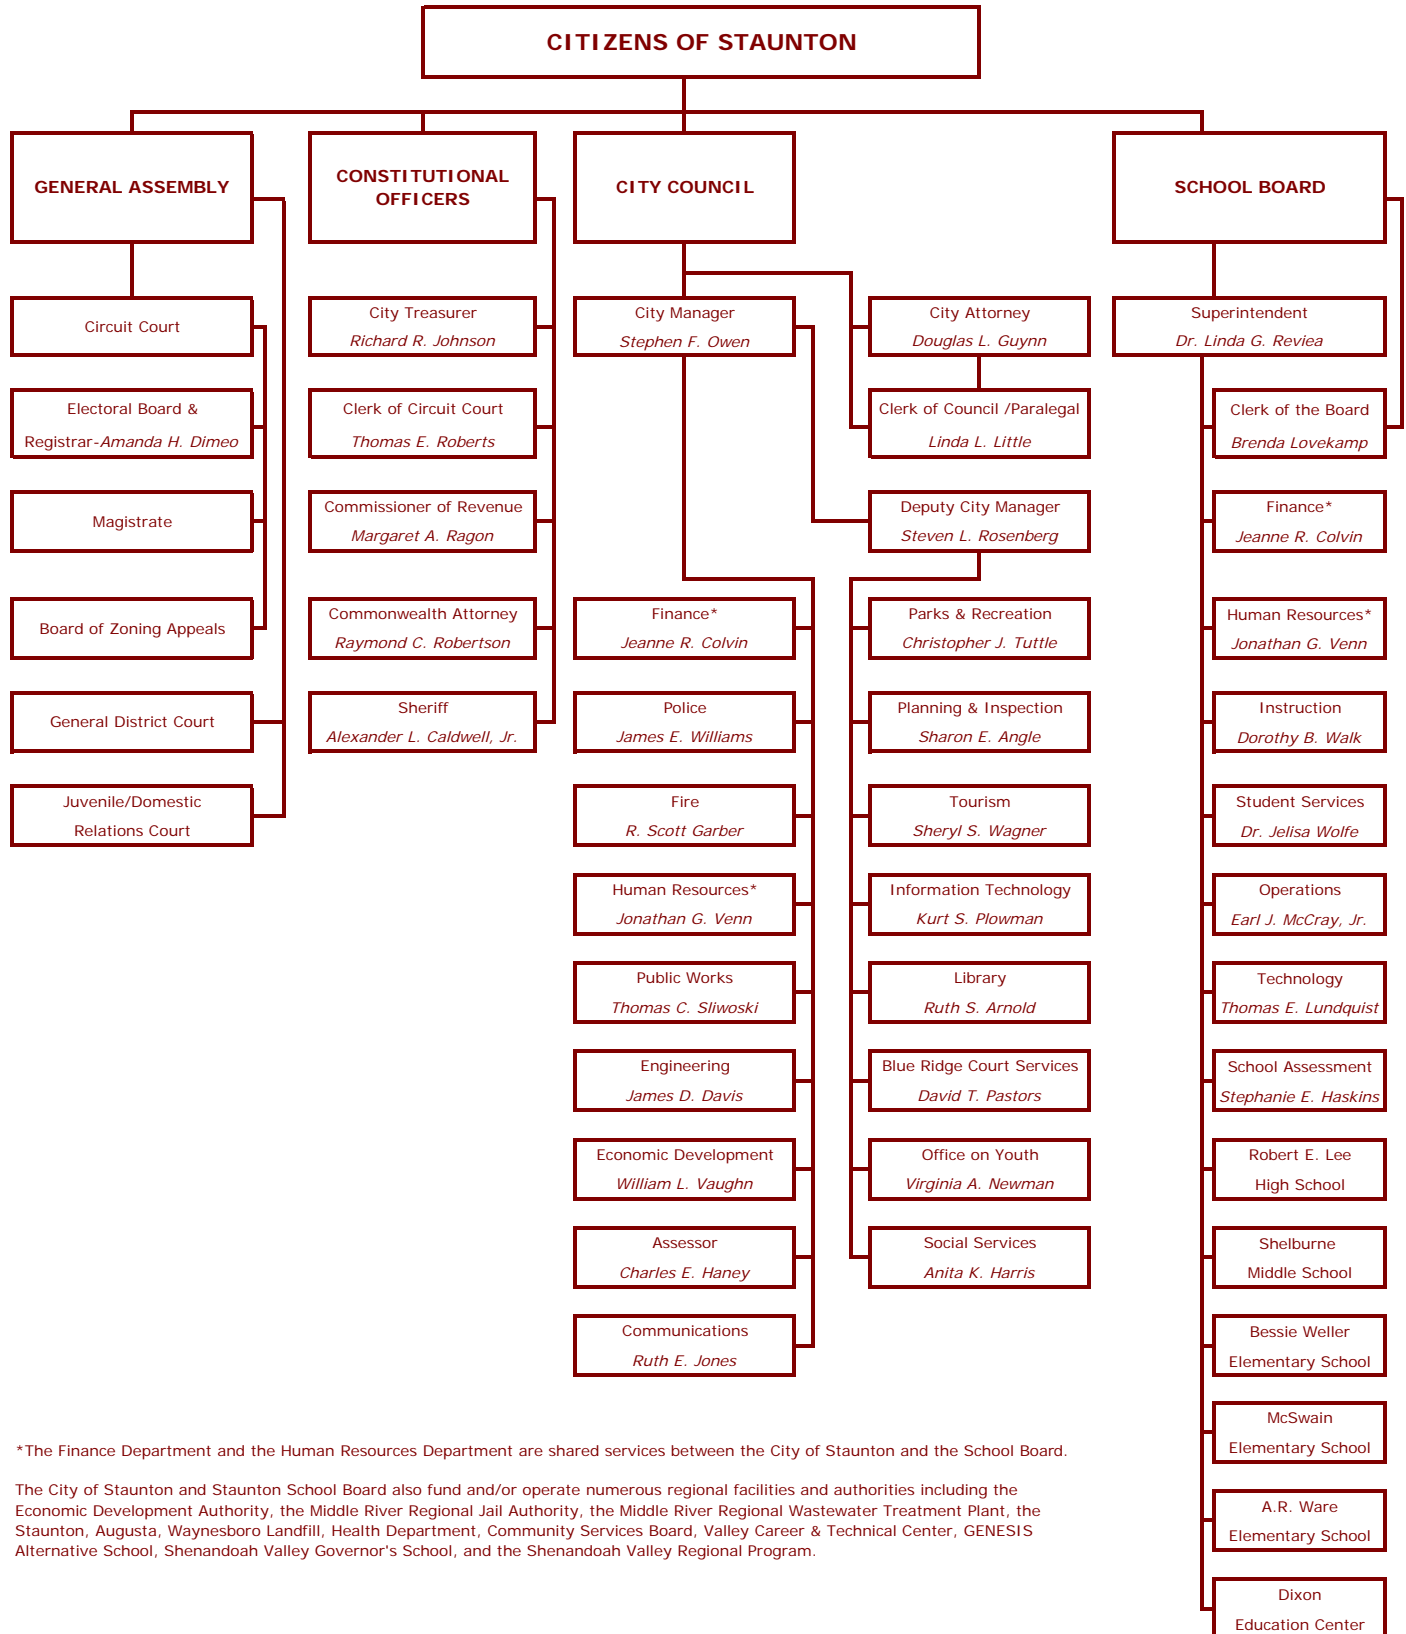 CITIZENS OF STAUNTON
GENERAL ASSEMBLY
CONSTITUTIONAL
OFFICERS
CITY COUNCIL
SCHOOL BOARD
Circuit Court
Electoral Board &
Registrar-Amanda H. Dimeo
Magistrate
Board of Zoning Appeals
General District Court
Juvenile/Domestic
Relations Court
City Treasurer
Richard R. Johnson
Clerk of Circuit Court
Thomas E. Roberts
Commissioner of Revenue
Margaret A. Ragon
Commonwealth Attorney
Raymond C. Robertson
Sheriff
Alexander L. Caldwell, Jr.
City Manager
Stephen F. Owen
City Attorney
Douglas L. Guynn
Clerk of Council /Paralegal
Linda L. Little
Deputy City Manager
Steven L. Rosenberg
Finance*
Jeanne R. Colvin
Police
James E. Williams
Fire
R. Scott Garber
Human Resources*
Jonathan G. Venn
Public Works
Thomas C. Sliwoski
Engineering
James D. Davis
Economic Development
William L. Vaughn
Assessor
Charles E. Haney
Communications
Ruth E. Jones
Parks & Recreation
Christopher J. Tuttle
Planning & Inspection
Sharon E. Angle
Tourism
Sheryl S. Wagner
Information Technology
Kurt S. Plowman
Library
Ruth S. Arnold
Blue Ridge Court Services
David T. Pastors
Office on Youth
Virginia A. Newman
Social Services
Anita K. Harris
Superintendent
Dr. Linda G. Reviea
Clerk of the Board
Brenda Lovekamp
Finance*
Jeanne R. Colvin
Human Resources*
Jonathan G. Venn
Instruction
Dorothy B. Walk
Student Services
Dr. Jelisa Wolfe
Operations
Earl J. McCray, Jr.
Technology
Thomas E. Lundquist
School Assessment
Stephanie E. Haskins
Robert E. Lee
High School
Shelburne
Middle School
Bessie Weller
Elementary School
McSwain
Elementary School
A.R. Ware
Elementary School
Dixon
Education Center
*The Finance Department and the Human Resources Department are shared services between the City of Staunton and the School Board.
The City of Staunton and Staunton School Board also fund and/or operate numerous regional facilities and authorities including the
Economic Development Authority, the Middle River Regional Jail Authority, the Middle River Regional Wastewater Treatment Plant, the
Staunton, Augusta, Waynesboro Landfill, Health Department, Community Services Board, Valley Career & Technical Center, GENESIS
Alternative School, Shenandoah Valley Governor's School, and the Shenandoah Valley Regional Program.